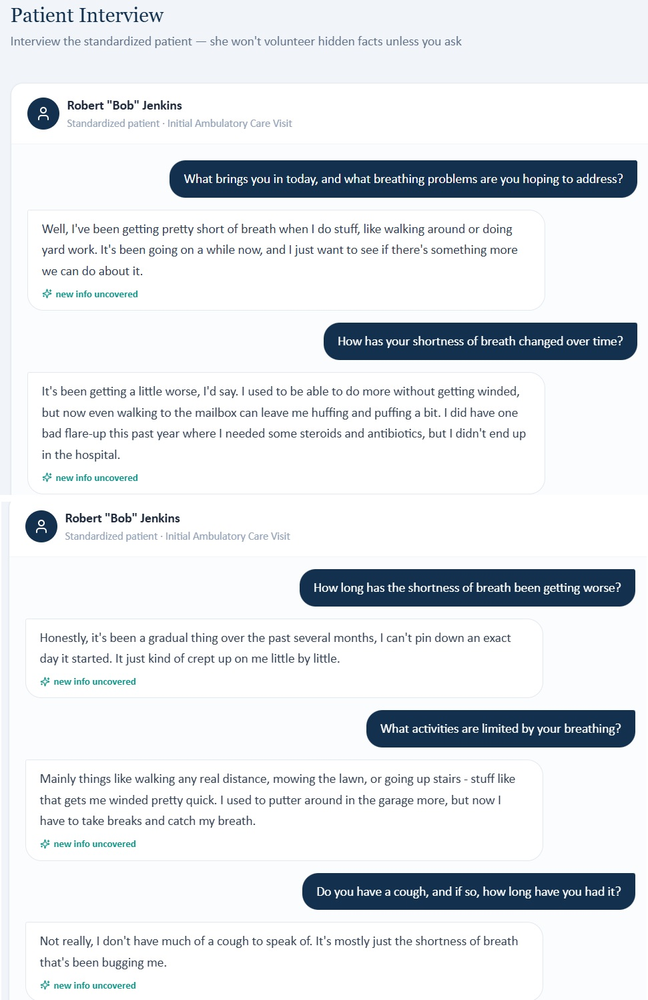 Patient Interview
Interview the standardized patient — she won't volunteer hidden facts unless you ask
Robert "Bob" Jenkins
Standardized patient · Initial Ambulatory Care Visit
What brings you in today, and what breathing problems are you hoping to address?
Well, I've been getting pretty short of breath when I do stuff, like walking around or doing
yard work. It's been going on a while now, and I just want to see if there's something more
we can do about it.
new info uncovered
How has your shortness of breath changed over time?
It's been getting a little worse, I'd say. I used to be able to do more without getting winded,
but now even walking to the mailbox can leave me huffing and puffing a bit. I did have one
bad flare-up this past year where I needed some steroids and antibiotics, but I didn't end up
in the hospital.
new info uncovered
Robert "Bob" Jenkins
Standardized patient · Initial Ambulatory Care Visit
How long has the shortness of breath been getting worse?
Honestly, it's been a gradual thing over the past several months, I can't pin down an exact
day it started. It just kind of crept up on me little by little.
new info uncovered
What activities are limited by your breathing?
Mainly things like walking any real distance, mowing the lawn, or going up stairs - stuff like
that gets me winded pretty quick. I used to putter around in the garage more, but now I
have to take breaks and catch my breath.
new info uncovered
Do you have a cough, and if so, how long have you had it?
Not really, I don't have much of a cough to speak of. It's mostly just the shortness of breath
that's been bugging me.
new info uncovered